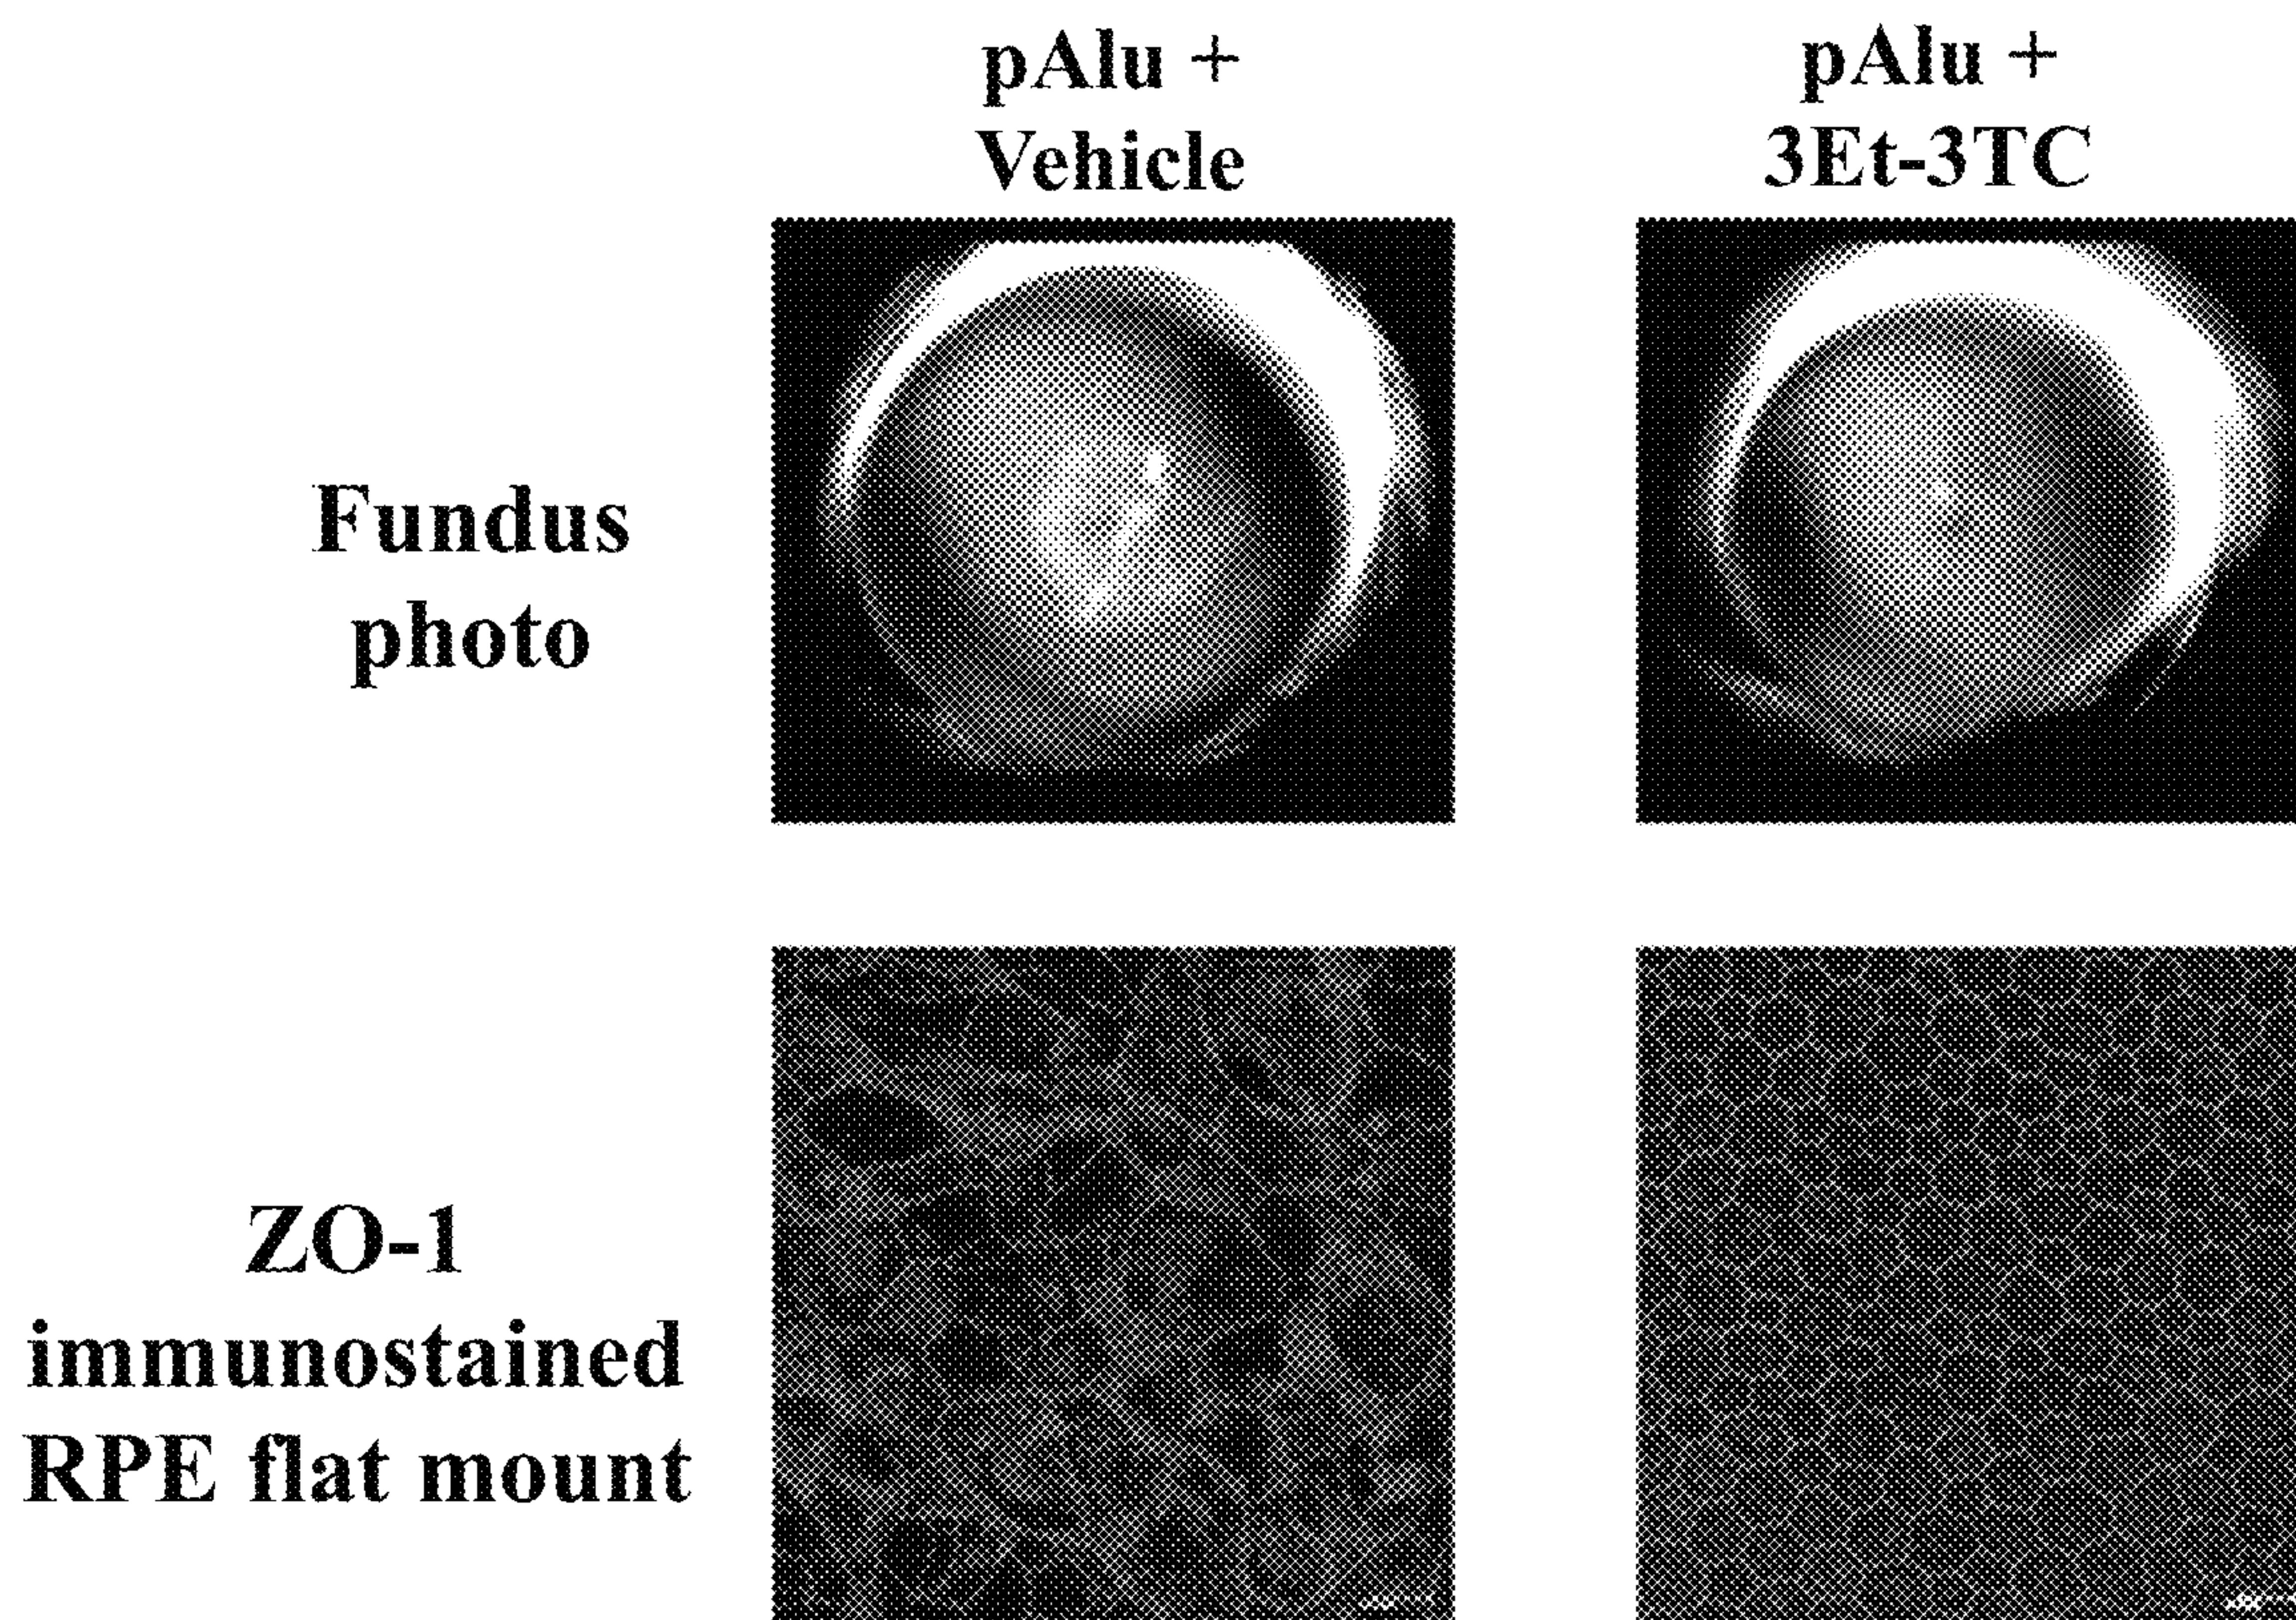 pAlu +
Vehicle
pAlu +
3Et-3TC
Fundus
photo
ZO-1
immunostained
RPE flat mount